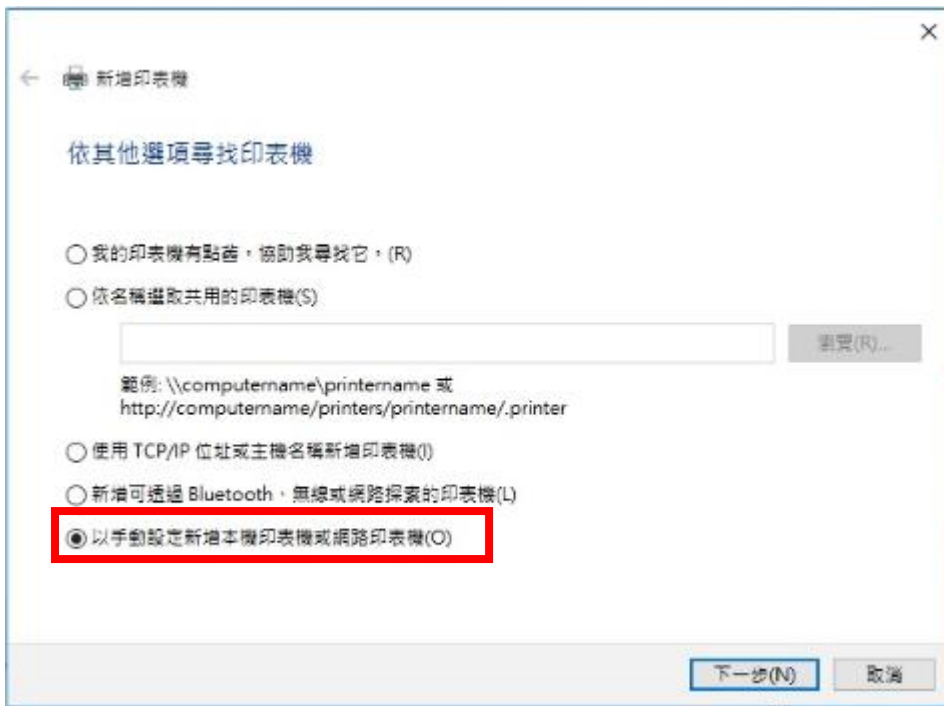 新增印表機
依其他選項尋找印表機
我的印表機有點舊，協助我尋找它。(R)
依名稱選取共用的印表機(S)
瀏覽(R)...
範例: \\computername\printername 或
http://computername/printers/printername/.printer
使用 TCP/IP 位址或主機名稱新增印表機(I)
新增可透過 Bluetooth、無線或網路探索的印表機(L)
以手動設定新增本機印表機或網路印表機(O)
下一步(N)
取消